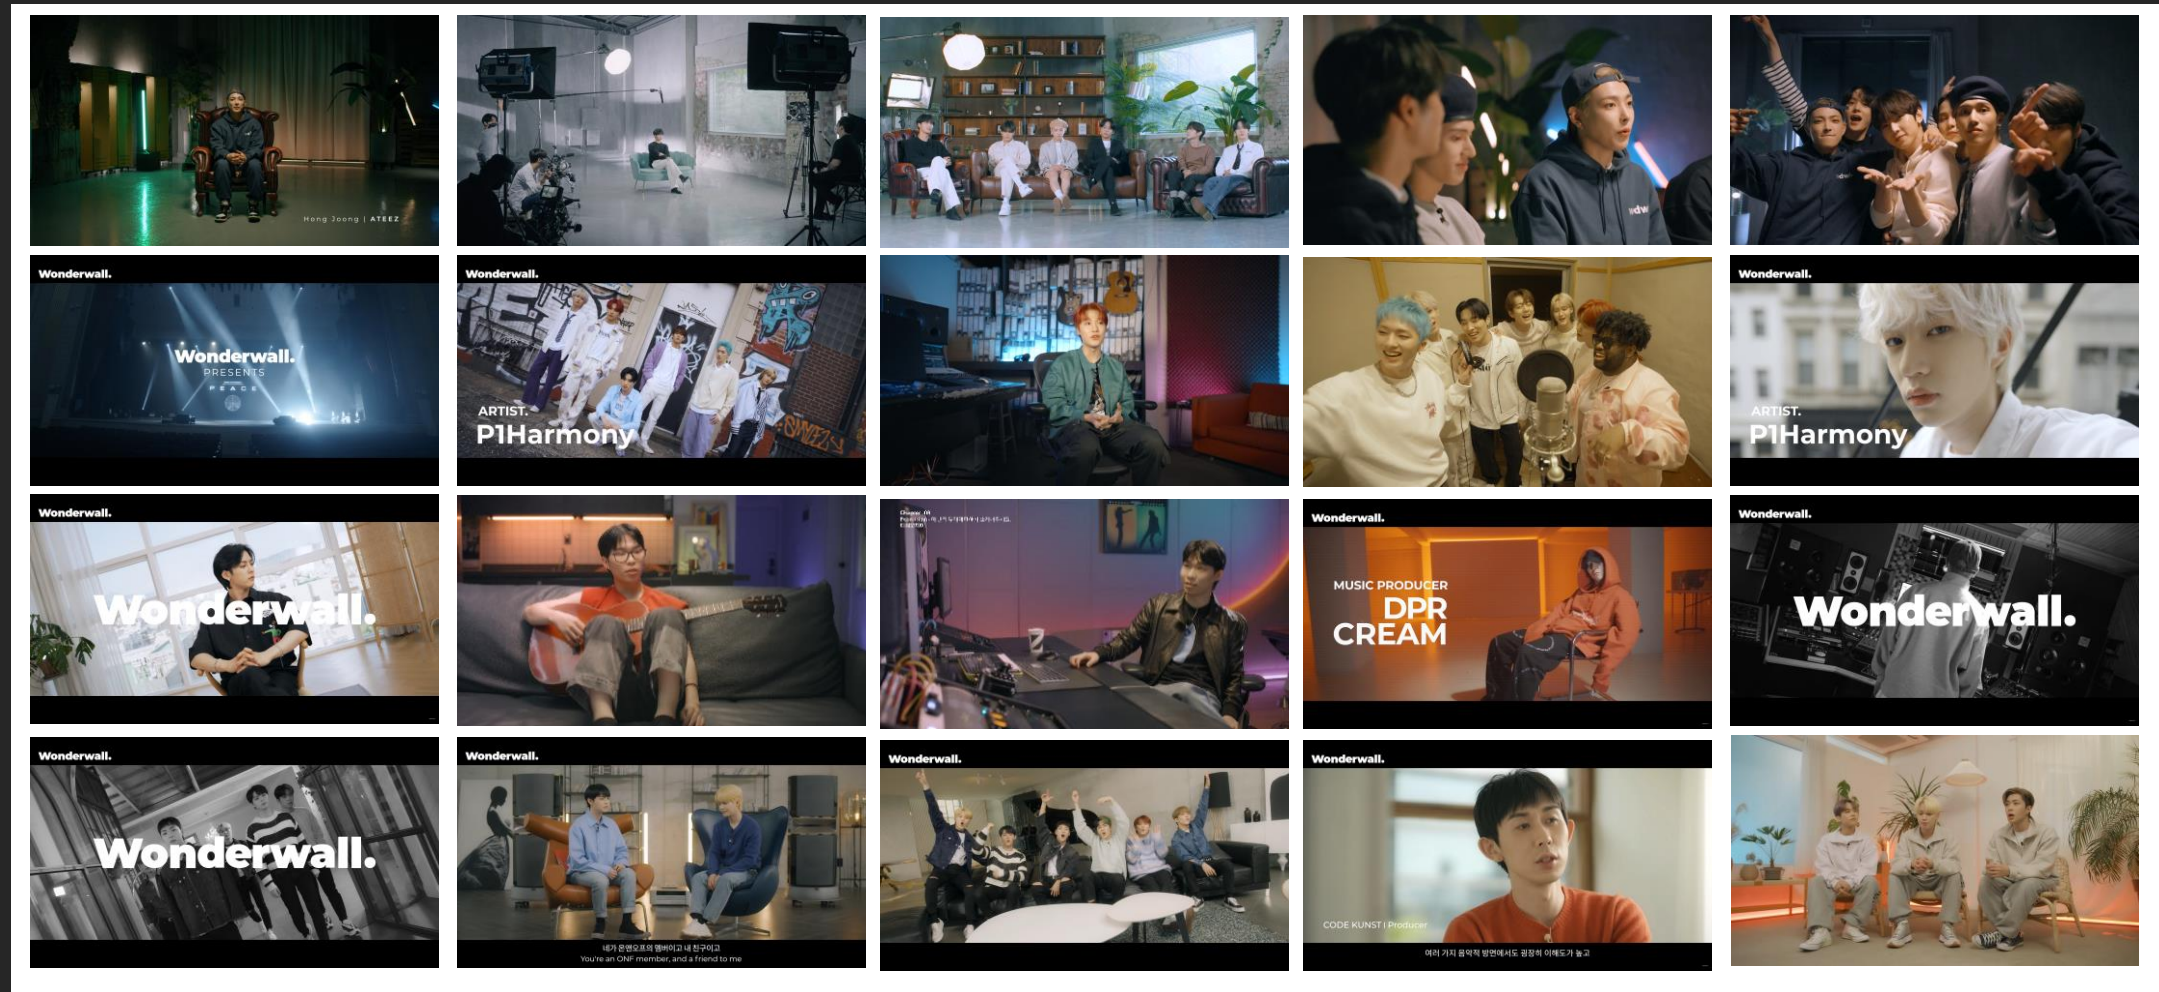 Hong Joong | ATEEZ
Wonderwall.
Wonderwall.
PRESENTS
PEACE
Wonderwall.
ARTIST.
P1Harmony
Wonderwall.
ARTIST.
P1Harmony
Wonderwall.
Wonderwall.
Chapter. 08
Wonderwall.
MUSIC PRODUCER
DPR
CREAM
Wonderwall.
Wonderwall.
Wonderwall.
Wonderwall.
Wonderwall.
네가 온앤오프의 멤버이고 내 친구이고
You're an ONF member, and a friend to me
Wonderwall.
Wonderwall.
CODE KUNST | Producer
여러 가지 음악적 방면에서도 굉장히 이해도가 높고